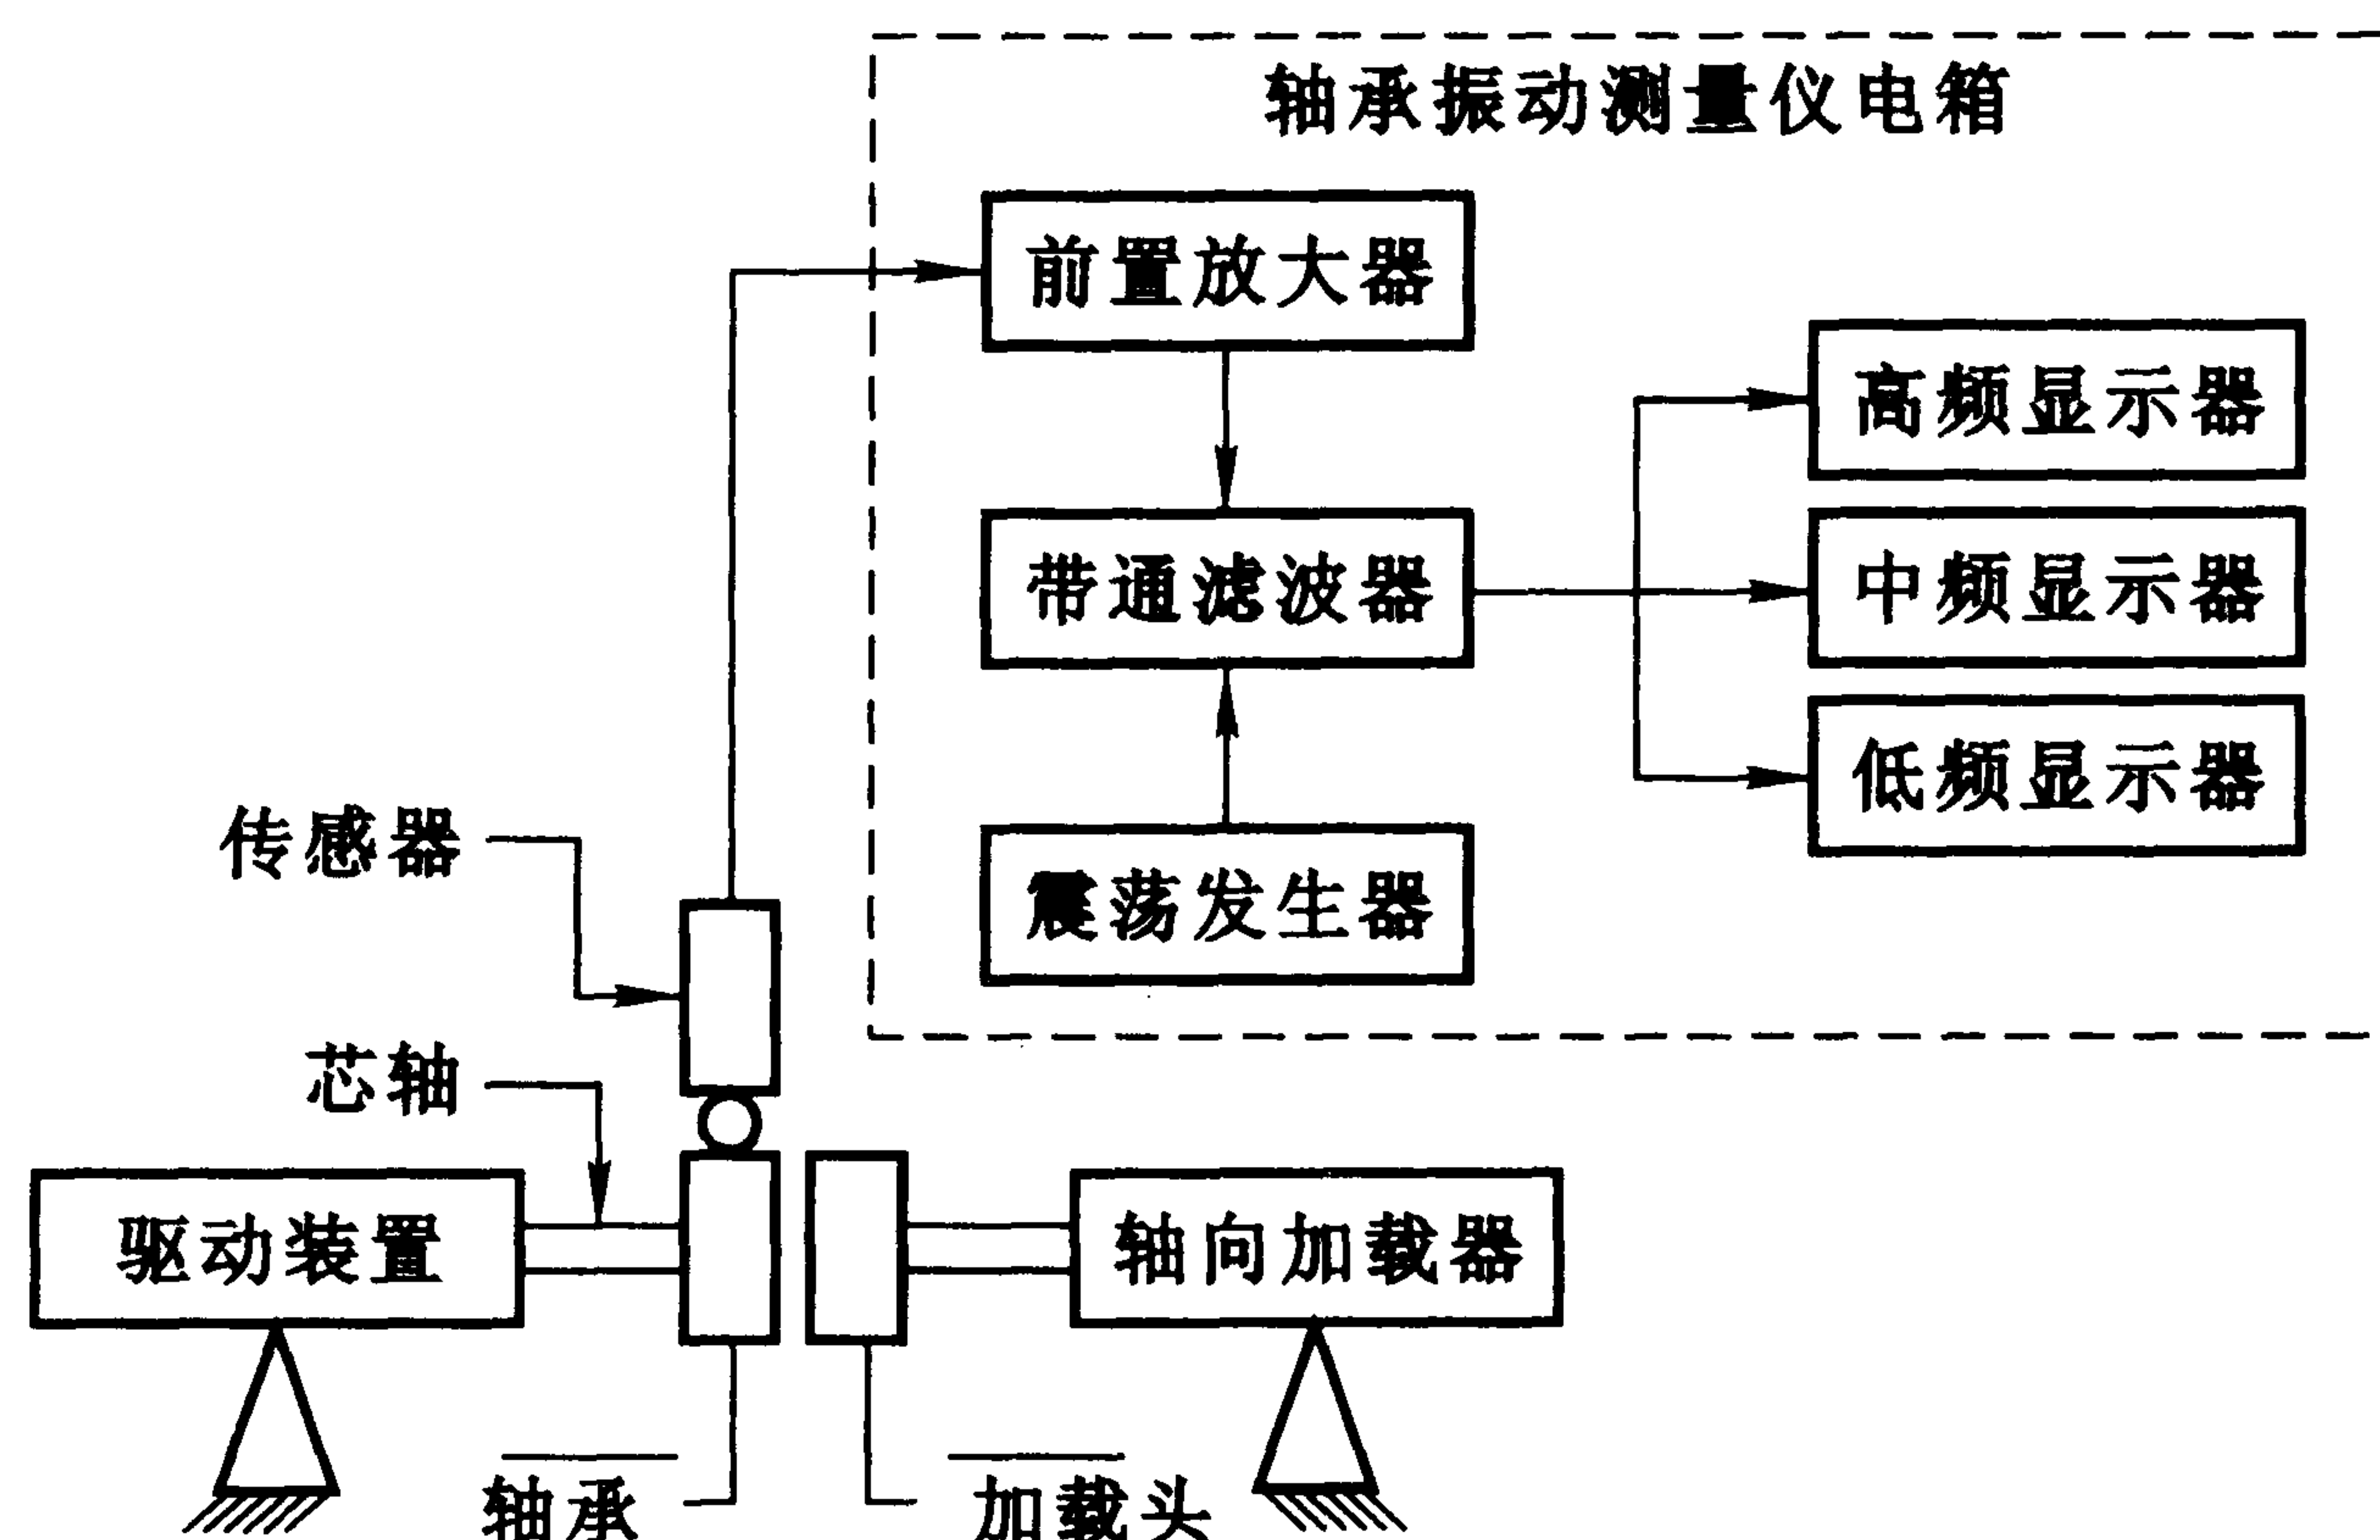 轴承振动测量仪电箱
前置放大器
高频显示器
带通滤波器
中频显示器
低频显示器
传感器
震荡发生器
芯轴
驱动装置
轴向加载器
轴承
加载头